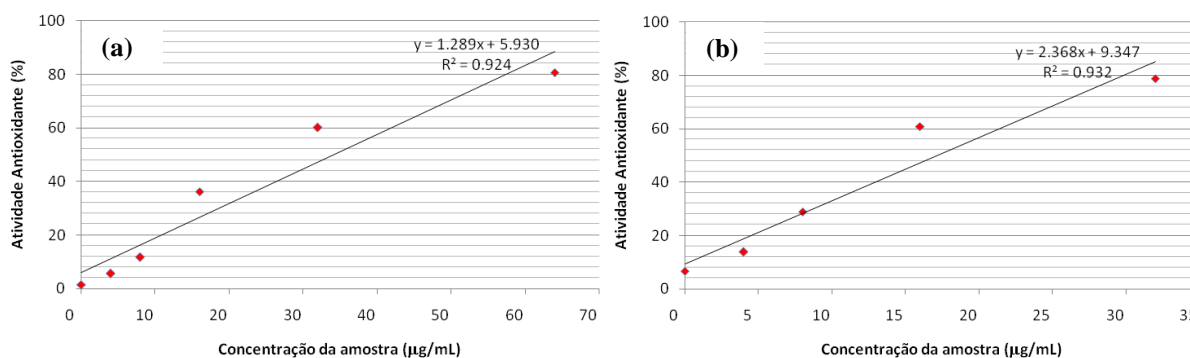 (a)
y = 1.289x + 5.930
R² = 0.924
Atividade Antioxidante (%)
100
80
60
40
20
0
0 10 20 30 40 50 60 70
Concentração da amostra (µg/mL)
(b)
y = 2.368x + 9.347
R² = 0.932
Atividade Antioxidante (%)
100
80
60
40
20
0
0 5 10 15 20 25 30 35
Concentração da amostra (µg/mL)